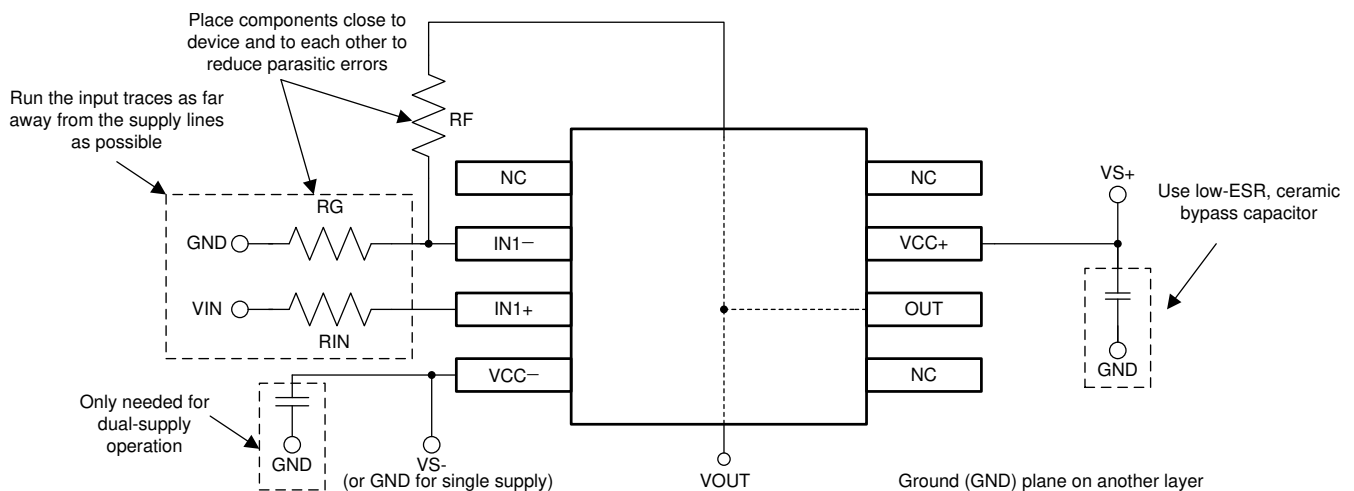 Place components close to
device and to each other to
reduce parasitic errors
Run the input traces as far
away from the supply lines
as possible
RF
NC
NC
VS+
Use low-ESR, ceramic
bypass capacitor
RG
GND
IN1−
VCC+
VIN
IN1+
OUT
RIN
VCC−
NC
GND
Only needed for
dual-supply
operation
GND
VS-
(or GND for single supply)
VOUT
Ground (GND) plane on another layer